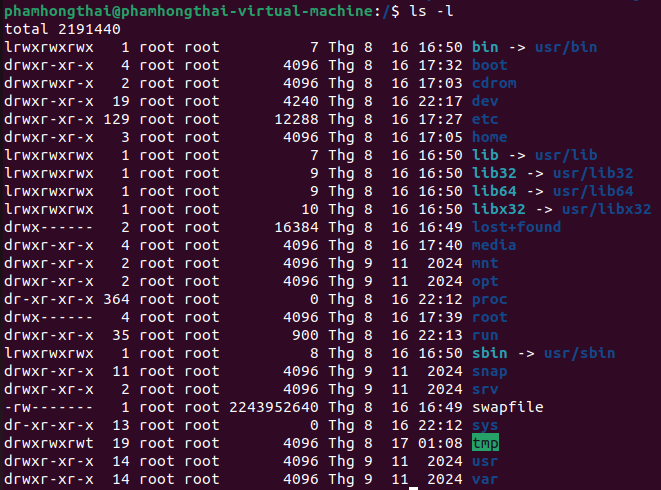 phamhongthai@phamhongthai-virtual-machine:/$ ls -l
total 2191440
lrwxrwxrwx   1 root root          7 Thg 8  16 16:50 bin -> usr/bin
drwxr-xr-x   4 root root       4096 Thg 8  16 17:32 boot
drwxrwxr-x   2 root root       4096 Thg 8  16 17:03 cdrom
drwxr-xr-x  19 root root       4240 Thg 8  16 22:17 dev
drwxr-xr-x 129 root root      12288 Thg 8  16 17:27 etc
drwxr-xr-x   3 root root       4096 Thg 8  16 17:05 home
lrwxrwxrwx   1 root root          7 Thg 8  16 16:50 lib -> usr/lib
lrwxrwxrwx   1 root root          9 Thg 8  16 16:50 lib32 -> usr/lib32
lrwxrwxrwx   1 root root          9 Thg 8  16 16:50 lib64 -> usr/lib64
lrwxrwxrwx   1 root root         10 Thg 8  16 16:50 libx32 -> usr/libx32
drwx------   2 root root      16384 Thg 8  16 16:49 lost+found
drwxr-xr-x   4 root root       4096 Thg 8  16 17:40 media
drwxr-xr-x   2 root root       4096 Thg 9  11  2024 mnt
drwxr-xr-x   2 root root       4096 Thg 9  11  2024 opt
dr-xr-xr-x 364 root root          0 Thg 8  16 22:12 proc
drwx------   4 root root       4096 Thg 8  16 17:39 root
drwxr-xr-x  35 root root        900 Thg 8  16 22:13 run
lrwxrwxrwx   1 root root          8 Thg 8  16 16:50 sbin -> usr/sbin
drwxr-xr-x  11 root root       4096 Thg 9  11  2024 snap
drwxr-xr-x   2 root root       4096 Thg 9  11  2024 srv
-rw-------   1 root root 2243952640 Thg 8  16 16:49 swapfile
dr-xr-xr-x  13 root root          0 Thg 8  16 22:12 sys
drwxrwxrwt  19 root root       4096 Thg 8  17 01:08 tmp
drwxr-xr-x  14 root root       4096 Thg 9  11  2024 usr
drwxr-xr-x  14 root root       4096 Thg 9  11  2024 var